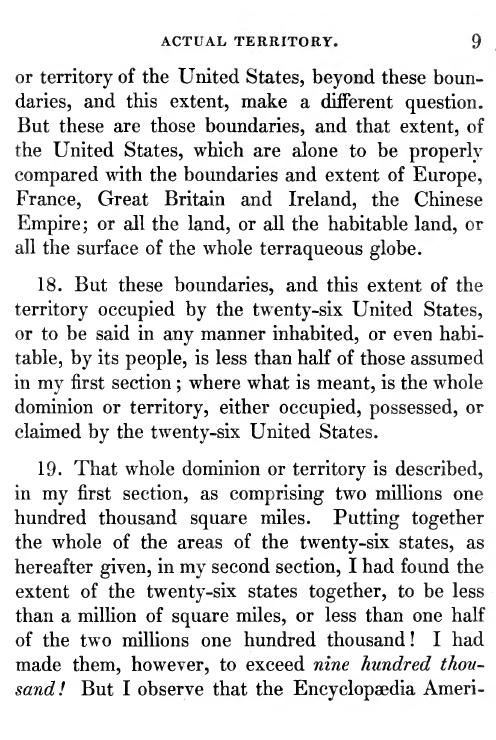 ACTUAL TERRITORY. 9
or territory of the United States, beyond these boun-
daries, and this extent, make a different question.
But these are those boundaries, and that extent, of
the United States, which are alone to be properly
compared with the boundaries and extent of Europe,
France, Great Britain and Ireland, the Chinese
Empire; or all the land, or all the habitable land, or
all the surface of the whole terraqueous globe.
18. But these boundaries, and this extent of the
territory occupied by the twenty-six United States,
or to be said in any manner inhabited, or even habi-
table, by its people, is less than half of those assumed
in my first section; where what is meant, is the whole
dominion or territory, either occupied, possessed, or
claimed by the twenty-six United States.
19. That whole dominion or territory is described,
in my first section, as comprising two millions one
hundred thousand square miles. Putting together
the whole of the areas of the twenty-six states, as
hereafter given, in my second section, I had found the
extent of the twenty-six states together, to be less
than a million of square miles, or less than one half
of the two millions one hundred thousand! I had
made them, however, to exceed nine hundred thou-
sand! But I observe that the Encyclopædia Ameri-